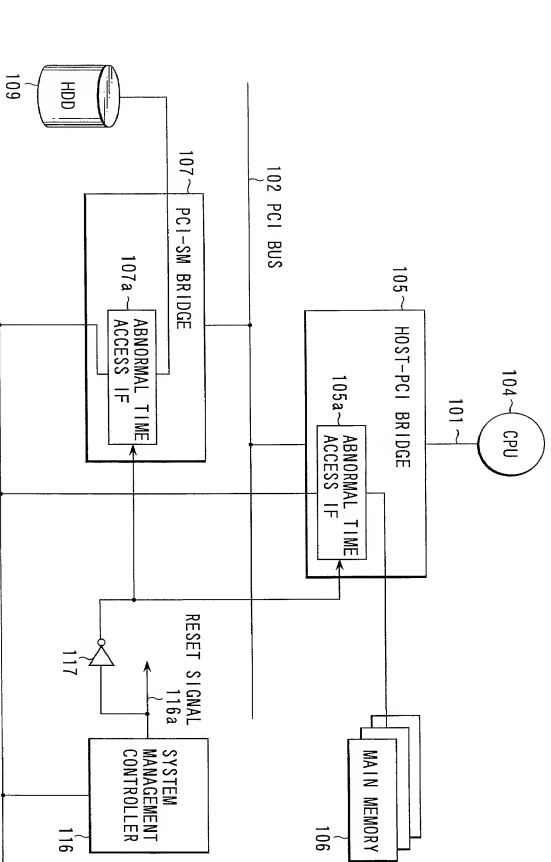 104
CPU
101
105
HOST-PCI BRIDGE
105a
ABNORMAL TIME
ACCESS IF
MAIN MEMORY
106
102 PCI BUS
107
PCI-SM BRIDGE
107a
ABNORMAL TIME
ACCESS IF
HDD
109
RESET SIGNAL
116a
117
SYSTEM
MANAGEMENT
CONTROLLER
116